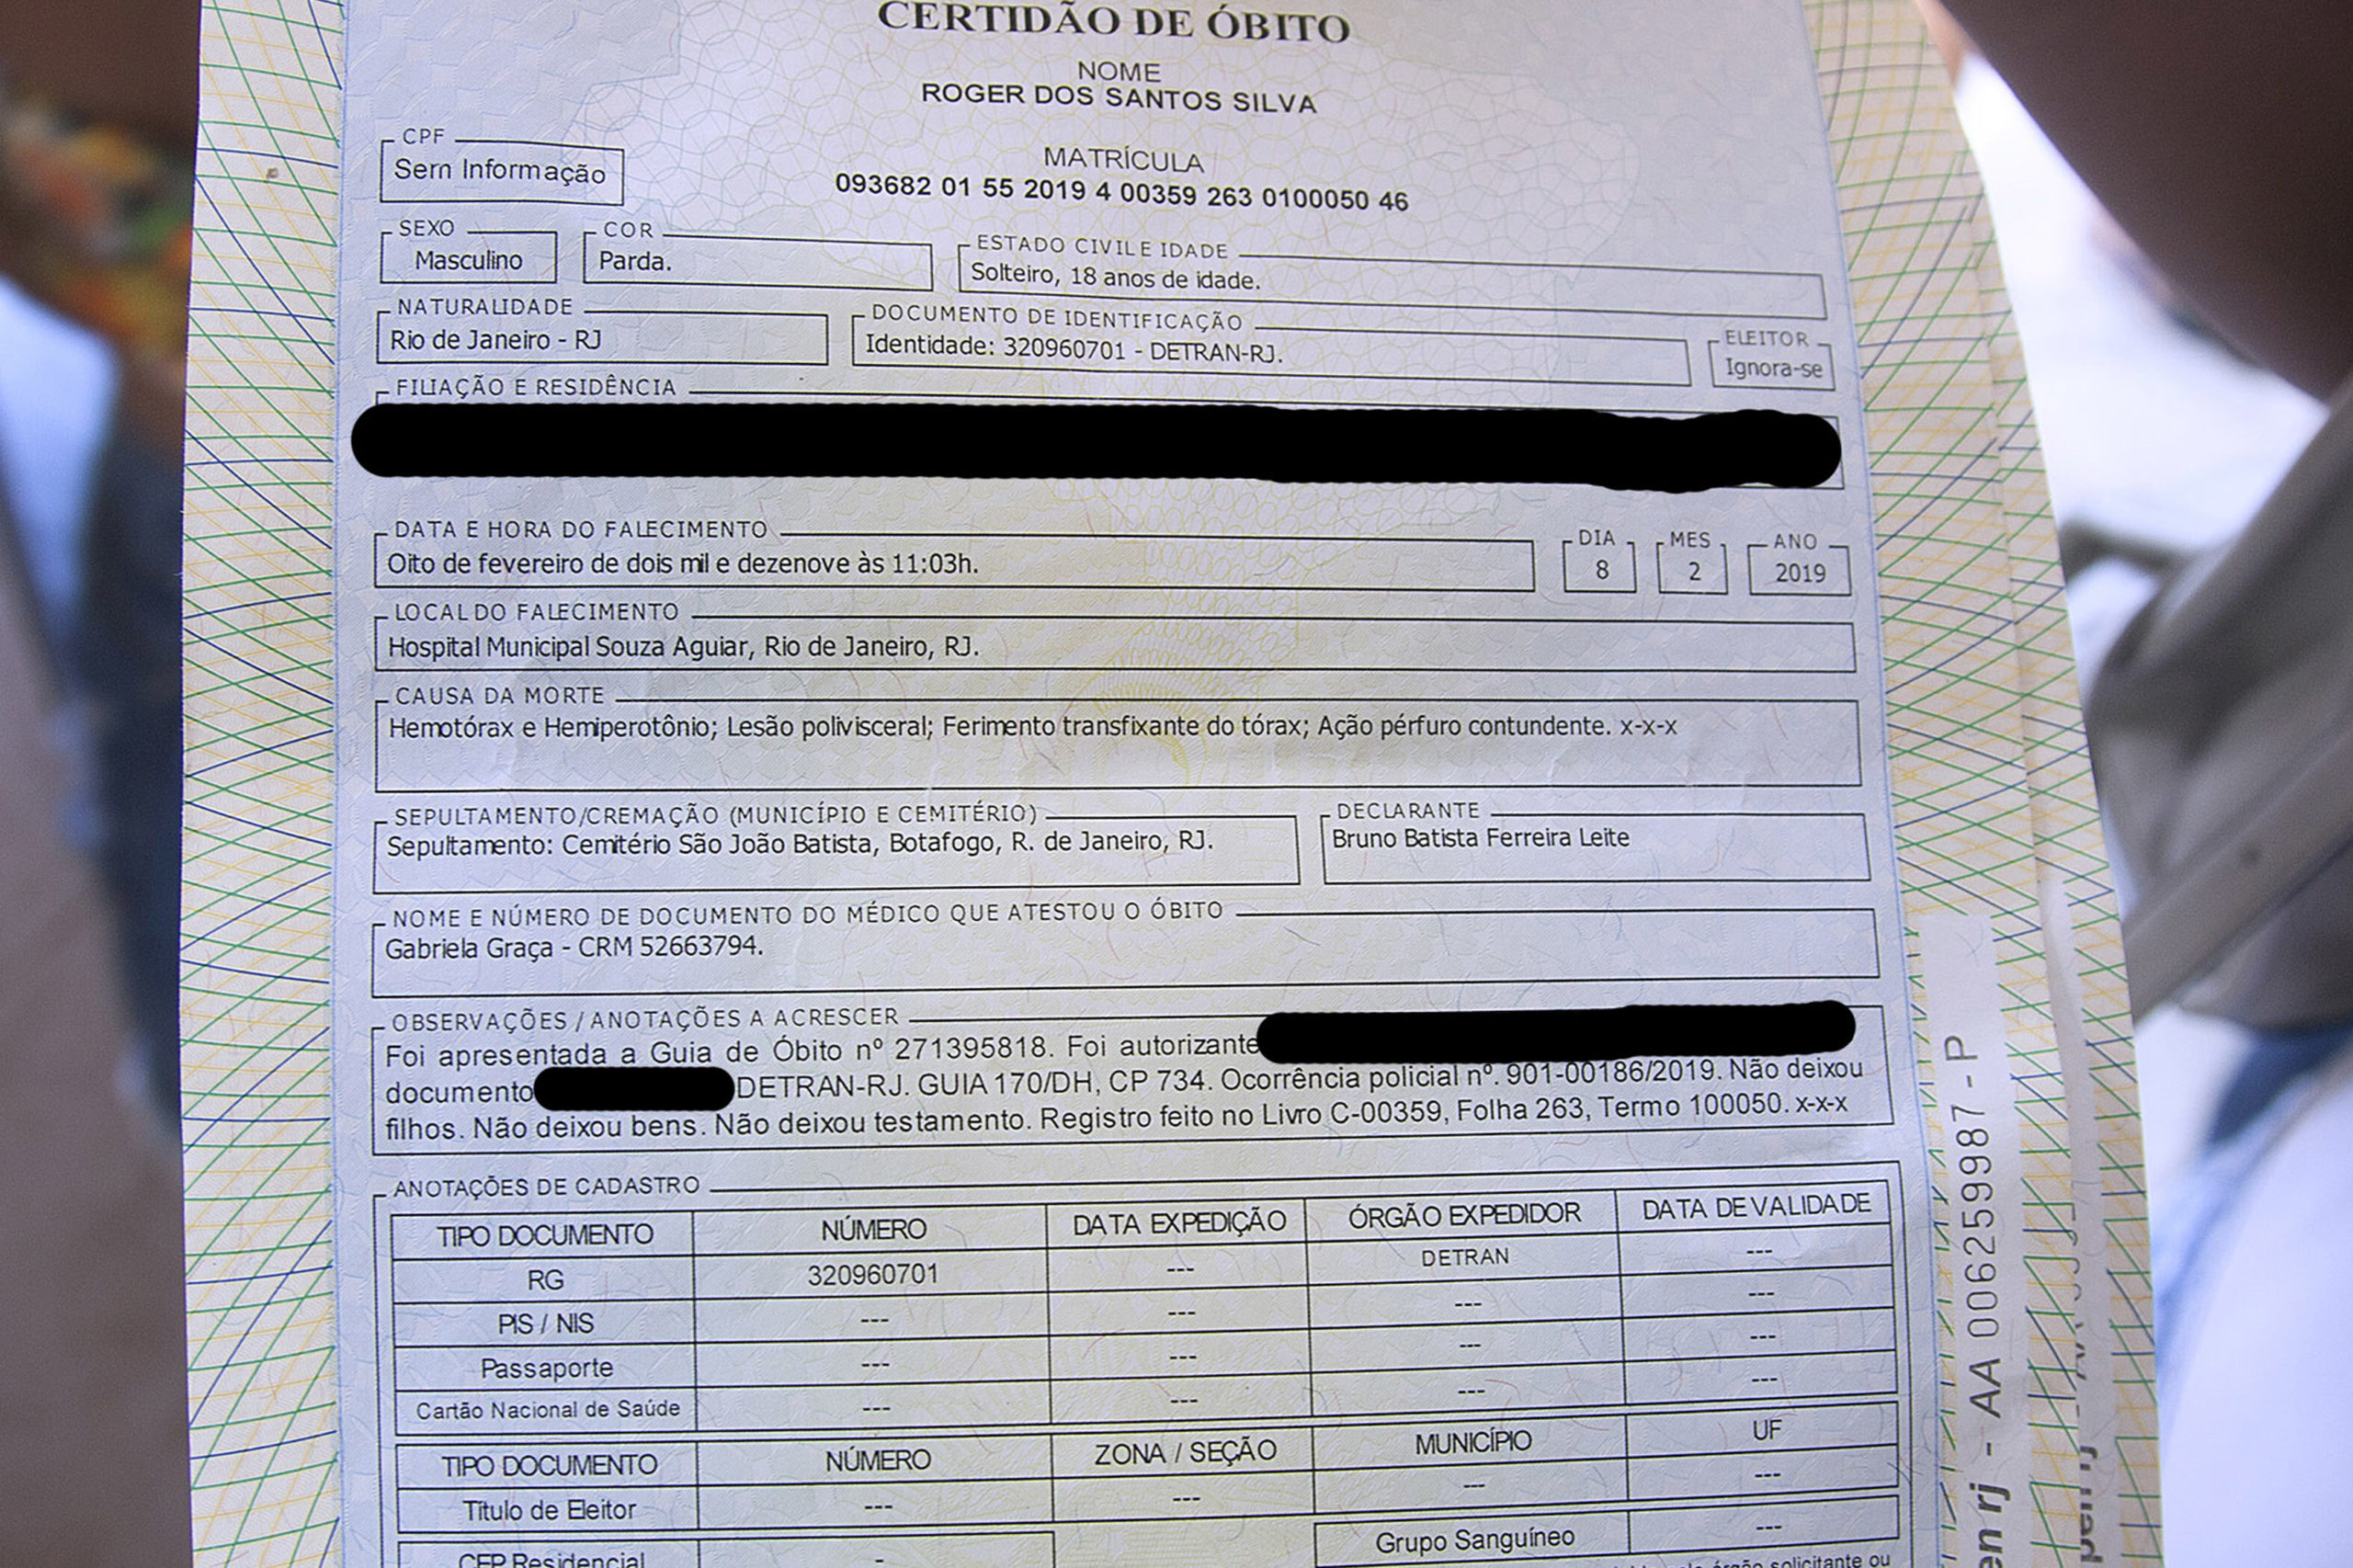 CERTIDÃO DE ÓBITO
NOME
ROGER DOS SANTOS SILVA
CPF
Sem Informação
MATRÍCULA
093682 01 55 2019 4 00359 263 0100050 46
SEXO
Masculino
COR
Parda.
ESTADO CIVIL E IDADE
Solteiro, 18 anos de idade.
NATURALIDADE
Rio de Janeiro - RJ
DOCUMENTO DE IDENTIFICAÇÃO
Identidade: 320960701 - DETRAN-RJ.
ELEITOR
Ignora-se
FILIAÇÃO E RESIDÊNCIA
DATA E HORA DO FALECIMENTO
Oito de fevereiro de dois mil e dezenove às 11:03h.
DIA
8
MES
2
ANO
2019
LOCAL DO FALECIMENTO
Hospital Municipal Souza Aguiar, Rio de Janeiro, RJ.
CAUSA DA MORTE
Hemotórax e Hemiperotônio; Lesão polivisceral; Ferimento transfixante do tórax; Ação pérfuro contundente. x-x-x
SEPULTAMENTO/CREMAÇÃO (MUNICÍPIO E CEMITÉRIO)
Sepultamento: Cemitério São João Batista, Botafogo, R. de Janeiro, RJ.
DECLARANTE
Bruno Batista Ferreira Leite
NOME E NÚMERO DE DOCUMENTO DO MÉDICO QUE ATESTOU O ÓBITO
Gabriela Graça - CRM 52663794.
OBSERVAÇÕES / ANOTAÇÕES A ACRESCER
Foi apresentada a Guia de Óbito nº 271395818. Foi autorizante
documento DETRAN-RJ. GUIA 170/DH, CP 734. Ocorrência policial nº. 901-00186/2019. Não deixou
filhos. Não deixou bens. Não deixou testamento. Registro feito no Livro C-00359, Folha 263, Termo 100050. x-x-x
ANOTAÇÕES DE CADASTRO
TIPO DOCUMENTO NÚMERO DATA EXPEDIÇÃO ÓRGÃO EXPEDIDOR DATA DE VALIDADE
RG 320960701 --- DETRAN ---
PIS / NIS --- --- --- ---
Passaporte --- --- --- ---
Cartão Nacional de Saúde --- --- --- ---
TIPO DOCUMENTO NÚMERO ZONA / SEÇÃO MUNICÍPIO UF
Título de Eleitor --- --- --- ---
CEP Residencial -
Grupo Sanguíneo ---
órgão solicitante ou
en rj - AA 006259987 - P